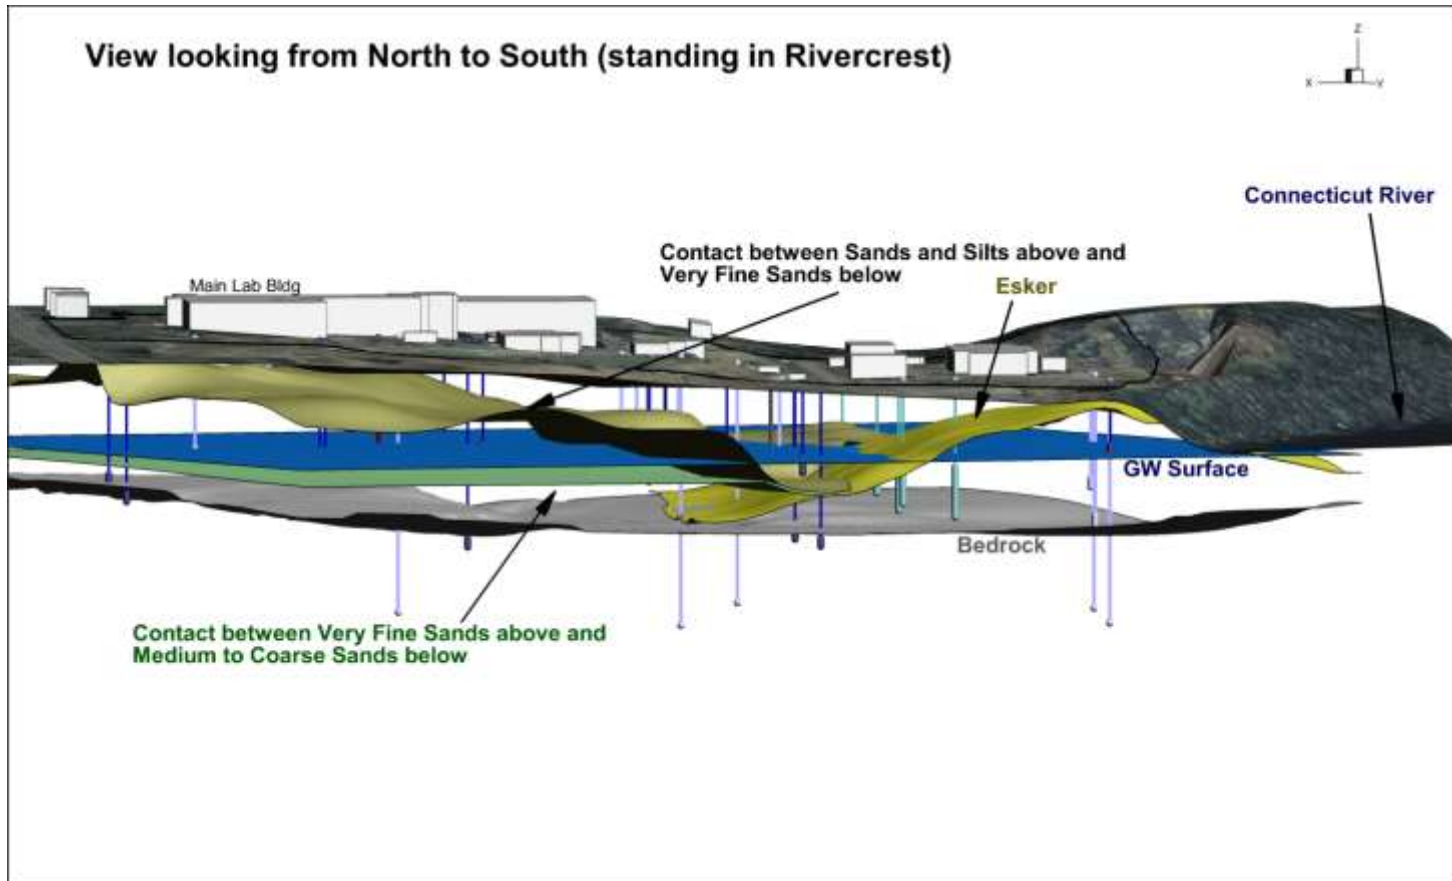 View looking from North to South (standing in Rivercrest)
Z
X
Y
Connecticut River
Contact between Sands and Silts above and
Very Fine Sands below
Esker
Main Lab Bldg
GW Surface
Bedrock
Contact between Very Fine Sands above and
Medium to Coarse Sands below